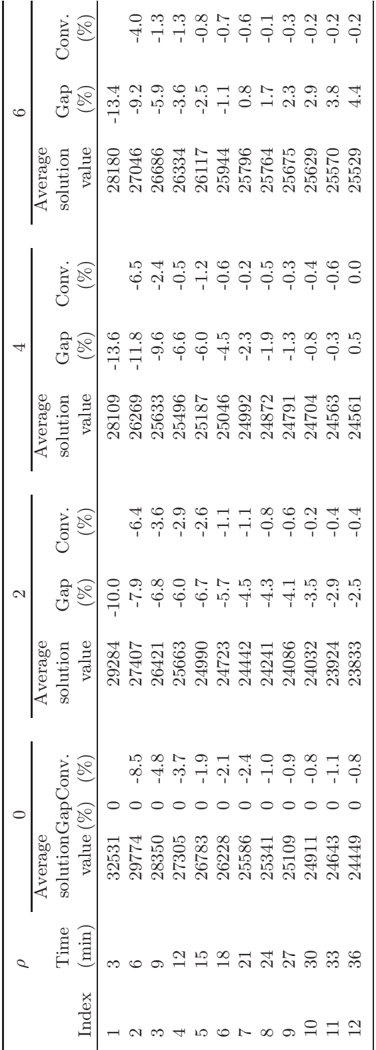 ρ 0 2 4 6
Average Average Average Average
Time solution Gap Conv. solution Gap Conv. solution Gap Conv. solution Gap Conv.
Index (min) value (%) (%) value (%) (%) value (%) (%) value (%) (%)
1 3 32531 0 29284 -10.0 28109 -13.6 28180 -13.4
2 6 29774 0 -8.5 27407 -7.9 -6.4 26269 -11.8 -6.5 27046 -9.2 -4.0
3 9 28350 0 -4.8 26421 -6.8 -3.6 25633 -9.6 -2.4 26686 -5.9 -1.3
4 12 27305 0 -3.7 25663 -6.0 -2.9 25496 -6.6 -0.5 26334 -3.6 -1.3
5 15 26783 0 -1.9 24990 -6.7 -2.6 25187 -6.0 -1.2 26117 -2.5 -0.8
6 18 26228 0 -2.1 24723 -5.7 -1.1 25046 -4.5 -0.6 25944 -1.1 -0.7
7 21 25586 0 -2.4 24442 -4.5 -1.1 24992 -2.3 -0.2 25796 0.8 -0.6
8 24 25341 0 -1.0 24241 -4.3 -0.8 24872 -1.9 -0.5 25764 1.7 -0.1
9 27 25109 0 -0.9 24086 -4.1 -0.6 24791 -1.3 -0.3 25675 2.3 -0.3
10 30 24911 0 -0.8 24032 -3.5 -0.2 24704 -0.8 -0.4 25629 2.9 -0.2
11 33 24643 0 -1.1 23924 -2.9 -0.4 24563 -0.3 -0.6 25570 3.8 -0.2
12 36 24449 0 -0.8 23833 -2.5 -0.4 24561 0.5 0.0 25529 4.4 -0.2